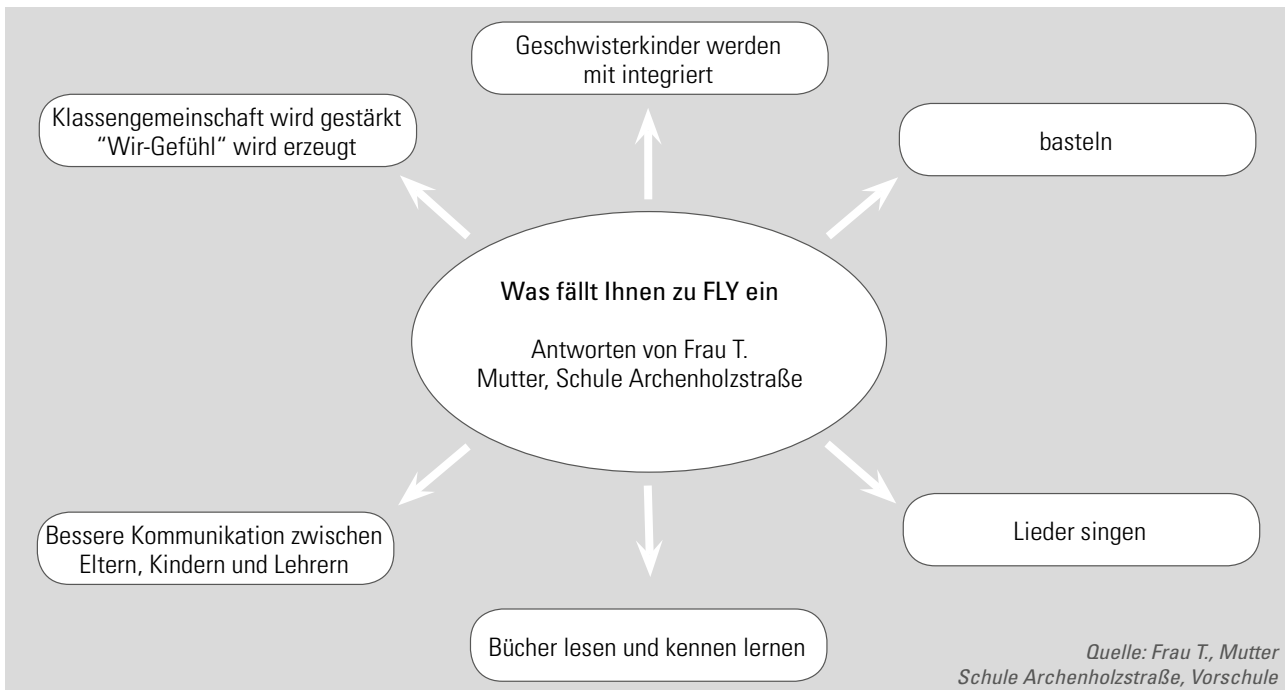 Geschwisterkinder werden
mit integriert
Klassengemeinschaft wird gestärkt
“Wir-Gefühl“ wird erzeugt
basteln
Was fällt Ihnen zu FLY ein
Antworten von Frau T.
Mutter, Schule Archenholzstraße
Bessere Kommunikation zwischen
Eltern, Kindern und Lehrern
Lieder singen
Bücher lesen und kennen lernen
Quelle: Frau T., Mutter
Schule Archenholzstraße, Vorschule